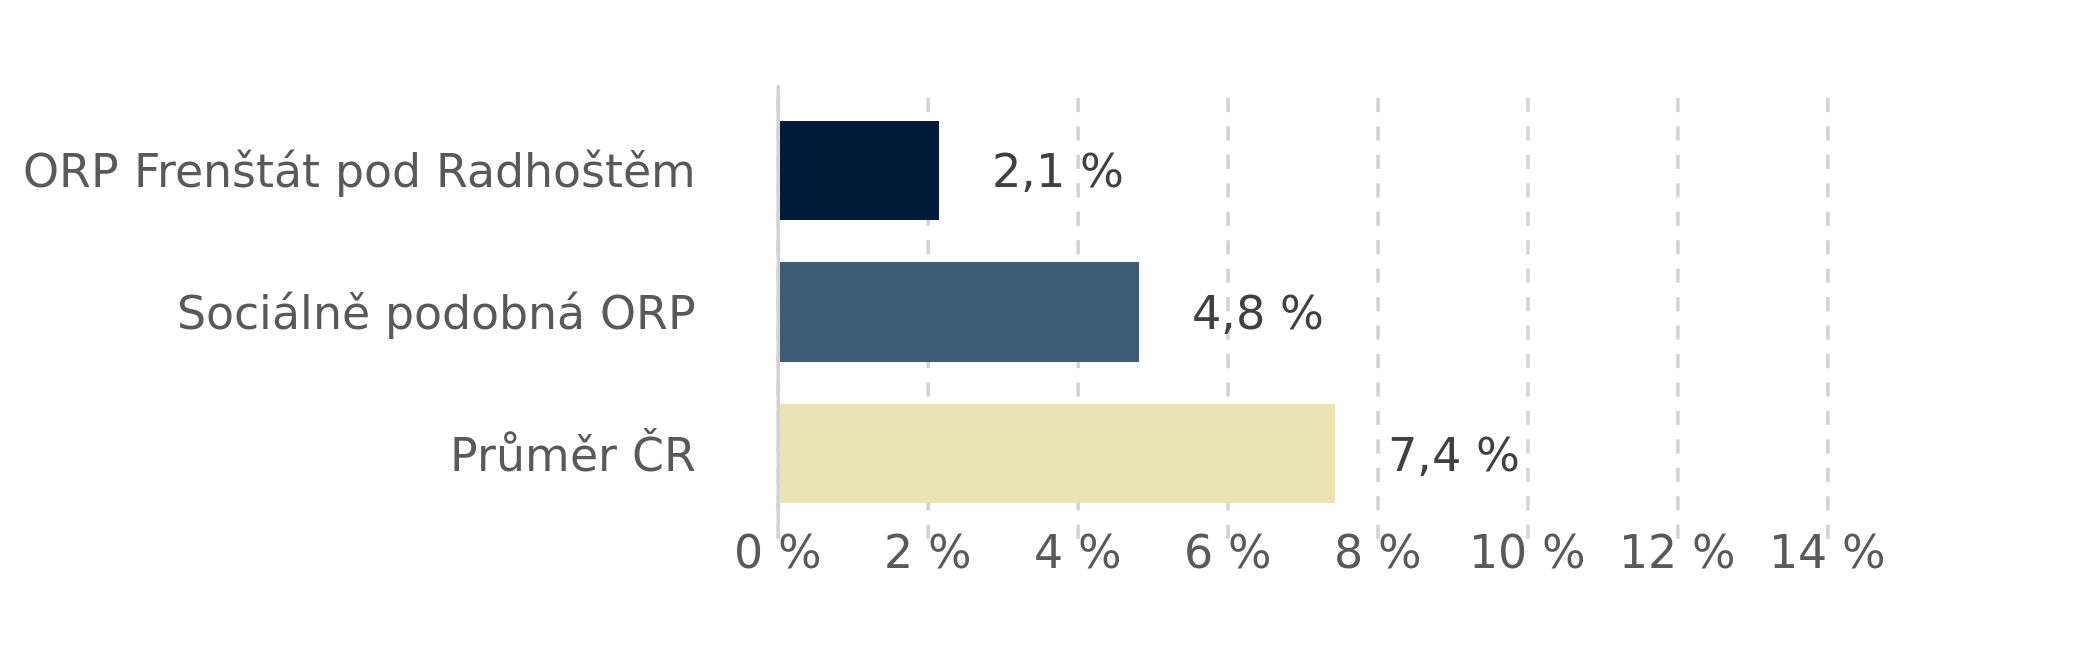 ORP Frenštát pod Radhoštěm 2,1 %
Sociálně podobná ORP 4,8 %
Průměr ČR 7,4 %
0 % 2 % 4 % 6 % 8 % 10 % 12 % 14 %